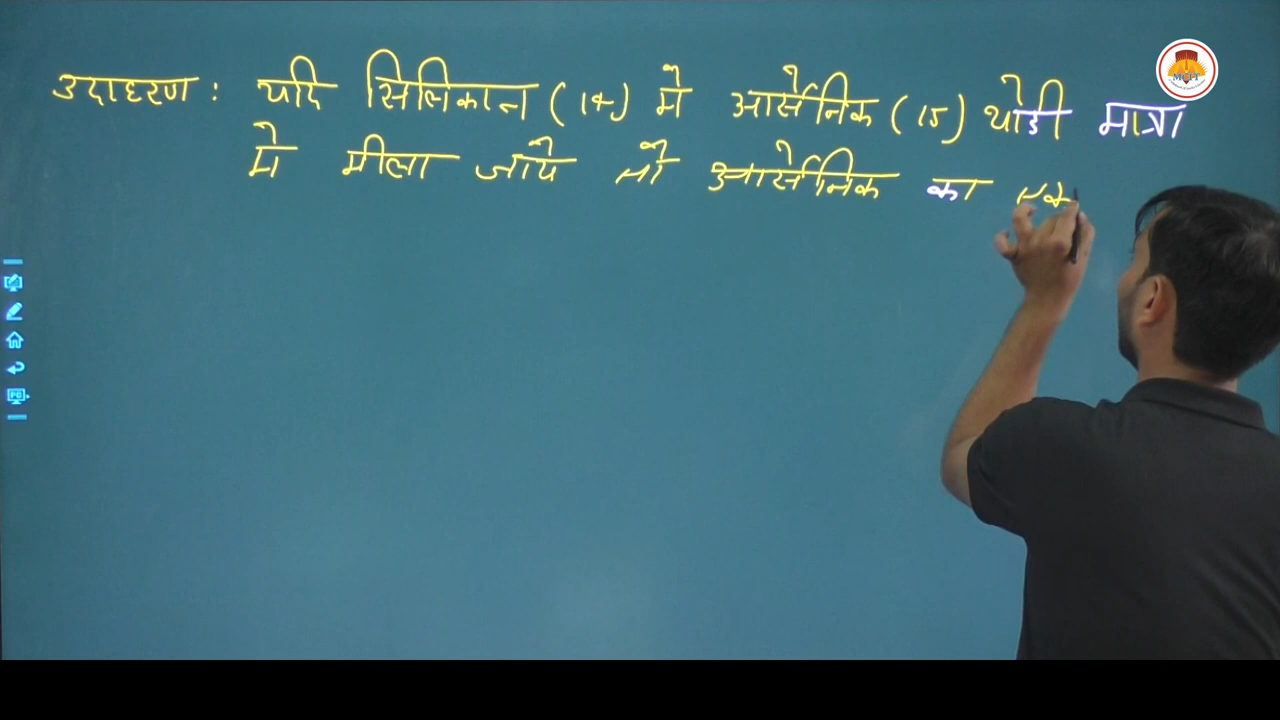 उदाहरण : यदि सिलिकान (14) मे आर्सेनिक (15) थोडी मात्रा
मे मीला जाये तो आर्सेनिक का